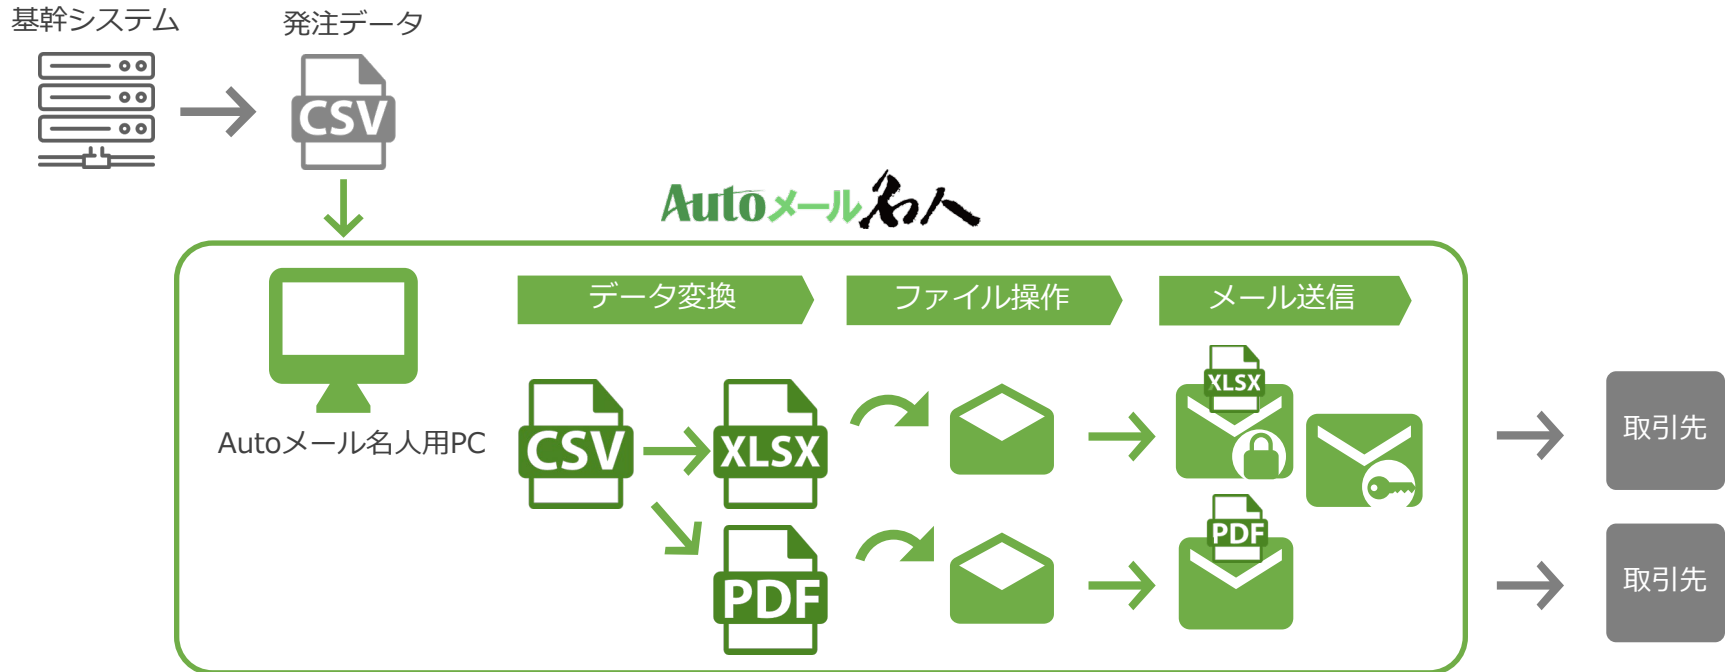 基幹システム
発注データ
CSV
Autoメール名人
データ変換
ファイル操作
メール送信
Autoメール名人用PC
CSV
XLSX
XLSX
取引先
PDF
PDF
取引先